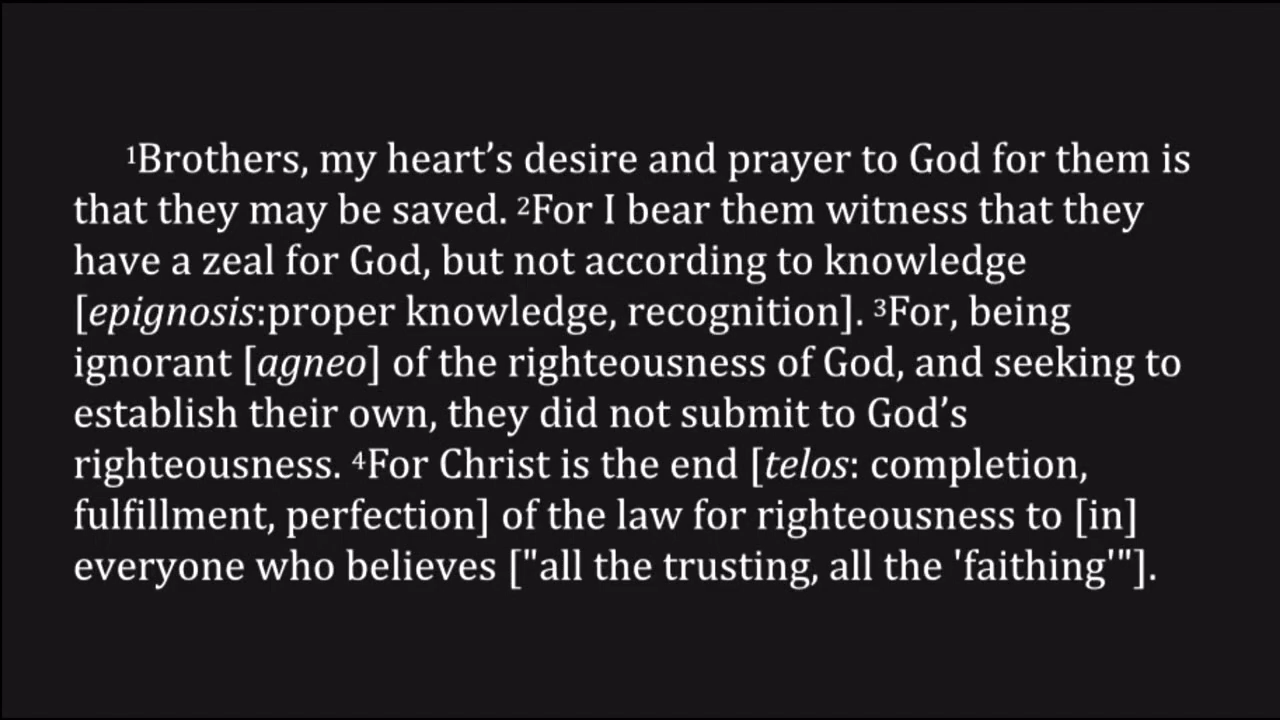 ¹Brothers, my heart’s desire and prayer to God for them is
that they may be saved. ²For I bear them witness that they
have a zeal for God, but not according to knowledge
[epignosis:proper knowledge, recognition]. ³For, being
ignorant [agneo] of the righteousness of God, and seeking to
establish their own, they did not submit to God’s
righteousness. ⁴For Christ is the end [telos: completion,
fulfillment, perfection] of the law for righteousness to [in]
everyone who believes ["all the trusting, all the 'faithing'"].